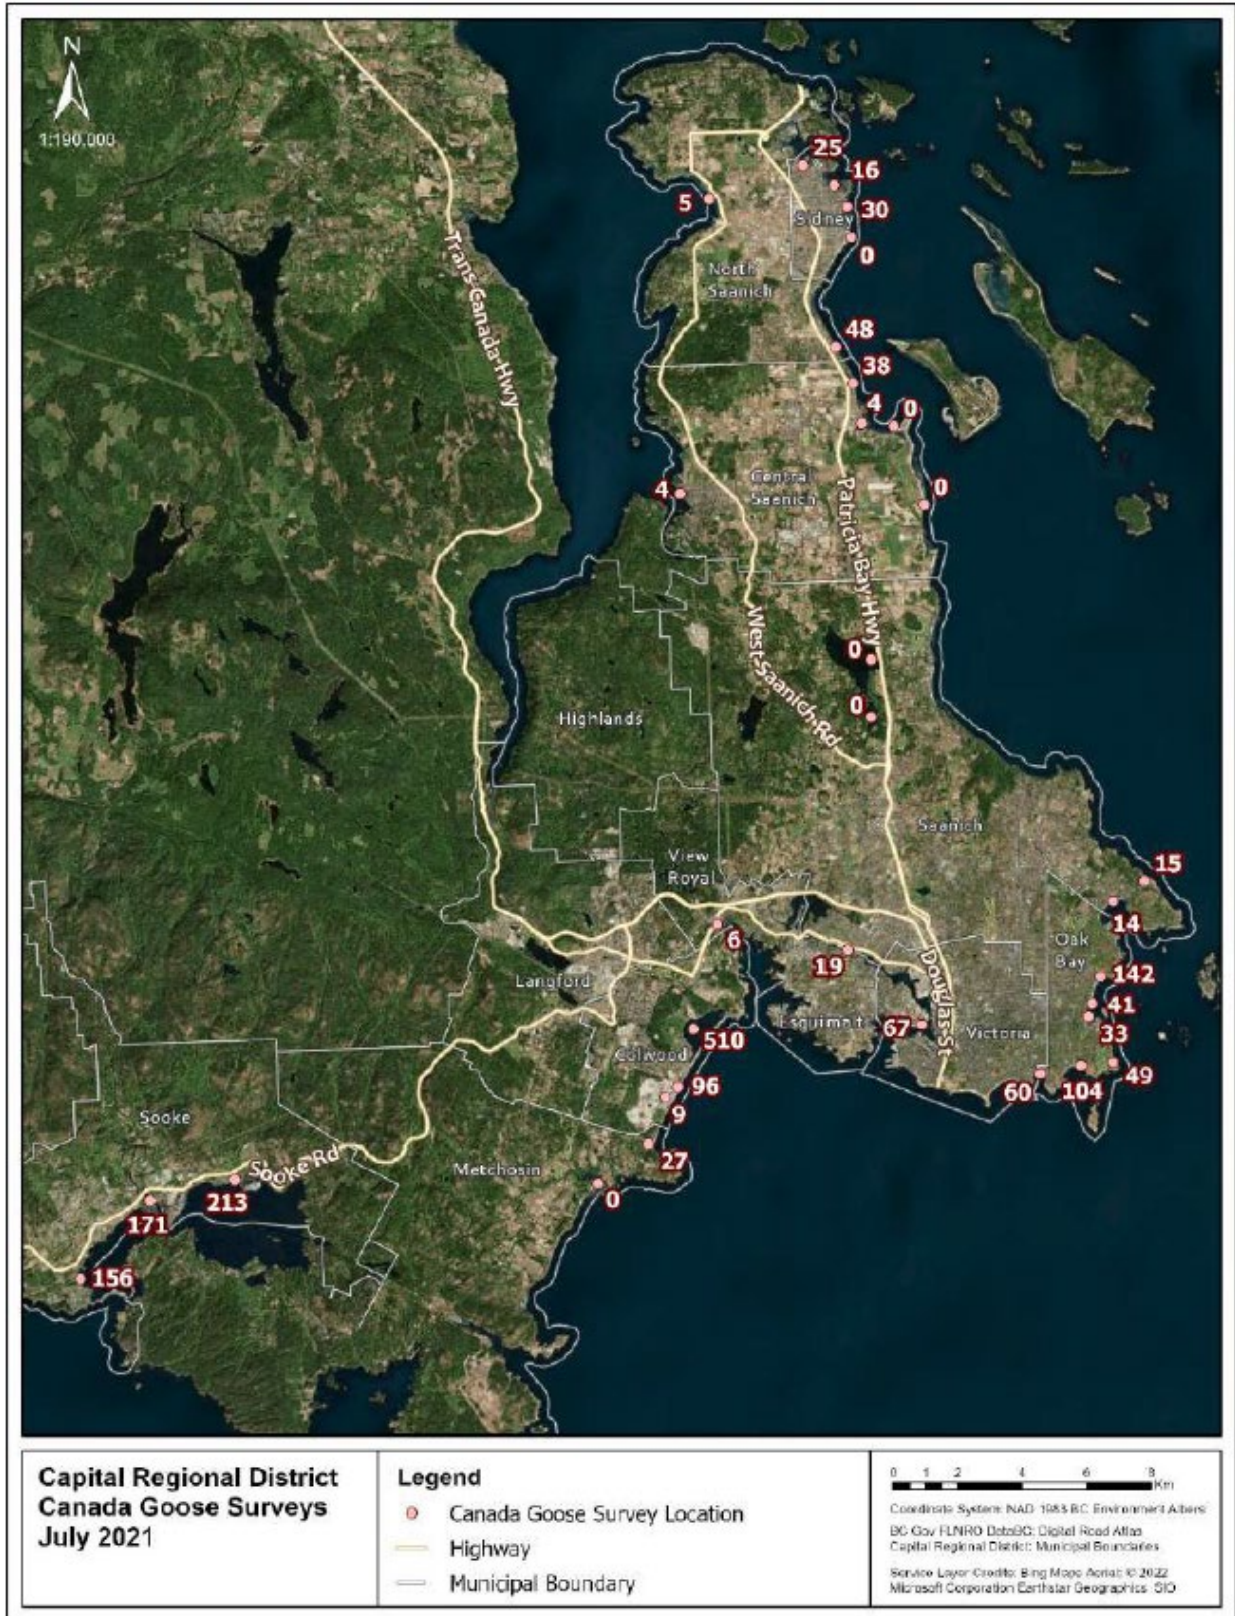 N
1:190,000
25
16
5
30
Sidney
0
North
Saanich
Trans Canada Hwy
48
38
4
0
Central
Saanich
4
0
Patricia Bay Hwy
West Saanich Rd
0
0
Highlands
Saanich
View
Royal
15
14
Oak
Bay
6
19
142
Langford
Douglas St
41
33
Esquimalt
67
Victoria
510
Colwood
49
104
60
96
9
Sooke
27
Metchosin
Sooke Rd
0
213
171
156
Capital Regional District
Canada Goose Surveys
July 2021
Legend
Canada Goose Survey Location
Highway
Municipal Boundary
0 1 2 4 6 8
Km
Coordinate System: NAD 1983 BC Environment Albers
BC Gov FLNRO DataBC: Digital Road Atlas
Capital Regional District: Municipal Boundaries
Service Layer Credits: Bing Maps Aerial: © 2022
Microsoft Corporation Earthstar Geographics SIO